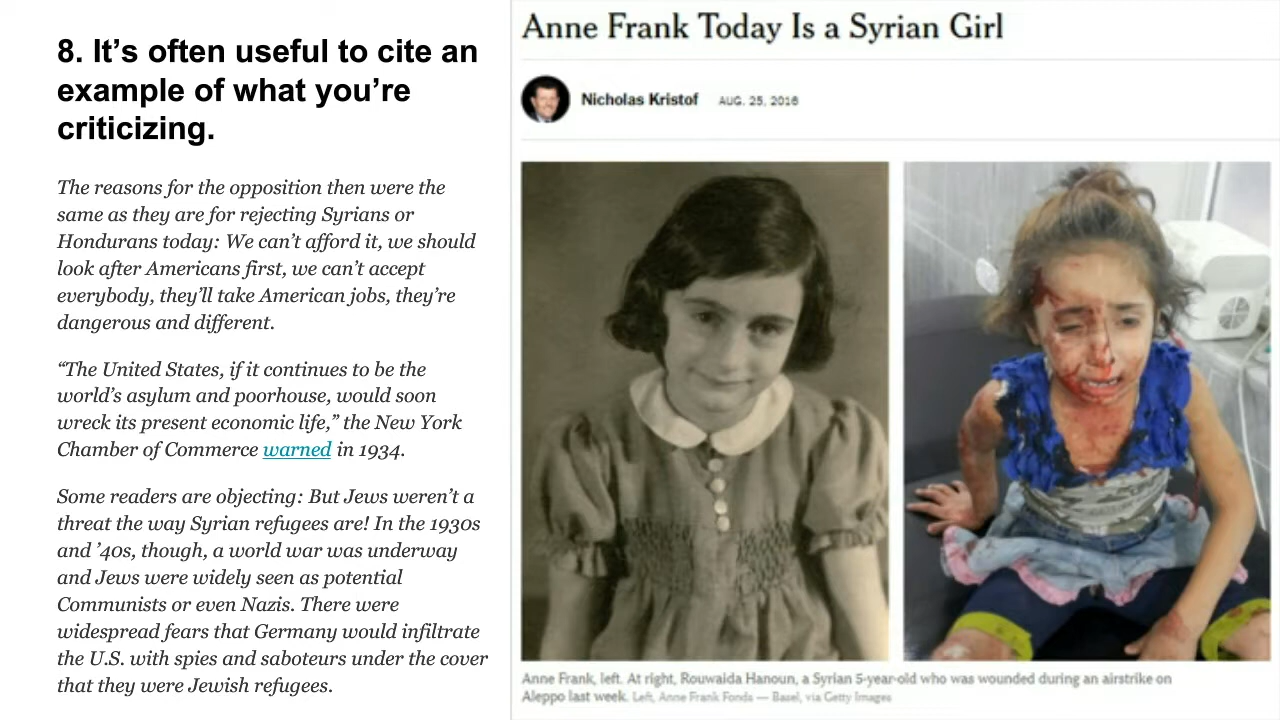 8. It’s often useful to cite an
example of what you’re
criticizing.
The reasons for the opposition then were the
same as they are for rejecting Syrians or
Hondurans today: We can’t afford it, we should
look after Americans first, we can’t accept
everybody, they’ll take American jobs, they’re
dangerous and different.
“The United States, if it continues to be the
world’s asylum and poorhouse, would soon
wreck its present economic life,” the New York
Chamber of Commerce warned in 1934.
Some readers are objecting: But Jews weren’t a
threat the way Syrian refugees are! In the 1930s
and ’40s, though, a world war was underway
and Jews were widely seen as potential
Communists or even Nazis. There were
widespread fears that Germany would infiltrate
the U.S. with spies and saboteurs under the cover
that they were Jewish refugees.
Anne Frank Today Is a Syrian Girl
Nicholas Kristof AUG. 25, 2016
Anne Frank, left. At right, Rouwaida Hanoun, a Syrian 5-year-old who was wounded during an airstrike on
Aleppo last week. Left, Anne Frank Fonds — Basel, via Getty Images